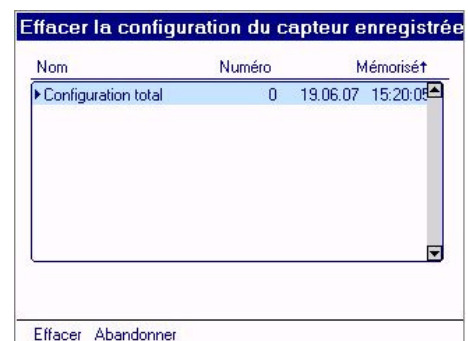 Effacer la configuration du capteur enregistrée
Nom Numéro Mémorisé↑
Configuration total 0 19.06.07 15:20:05
Effacer Abandonner